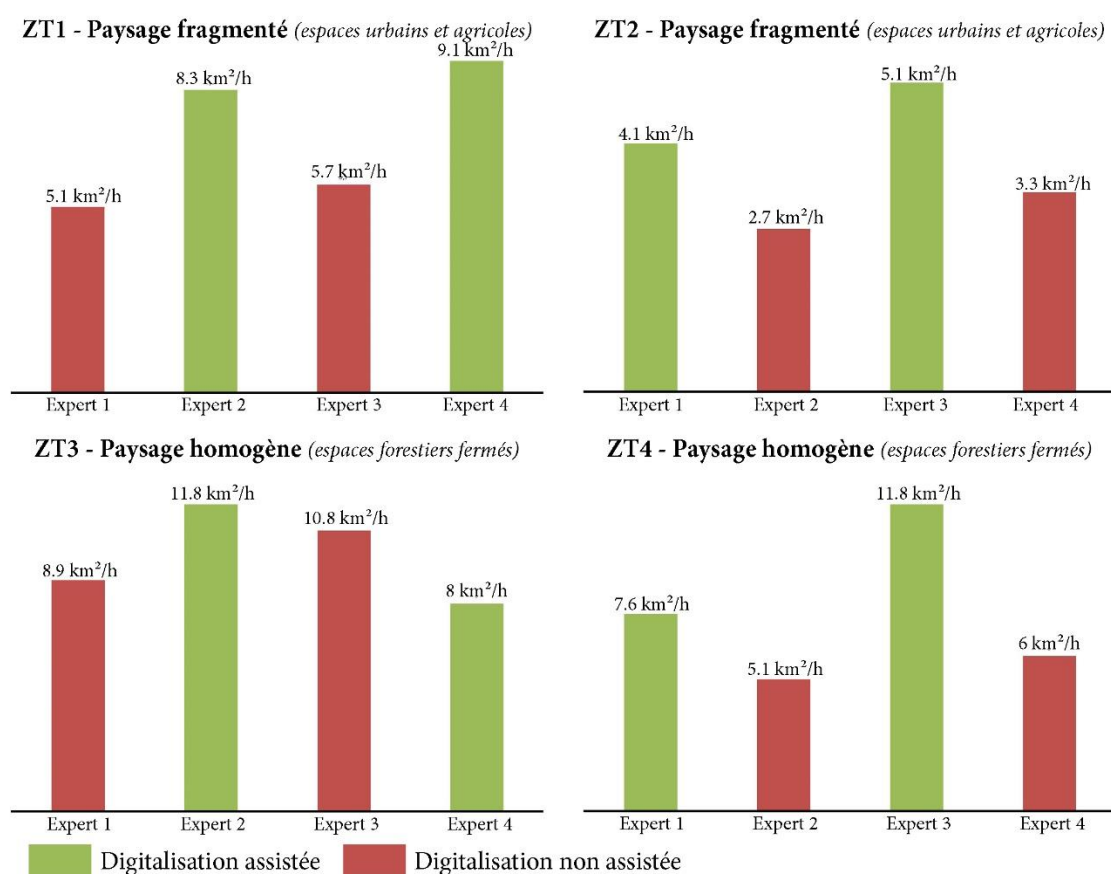 ZT1 - Paysage fragmenté (espaces urbains et agricoles)
5.1 km²/h
8.3 km²/h
5.7 km²/h
9.1 km²/h
Expert 1 Expert 2 Expert 3 Expert 4
ZT2 - Paysage fragmenté (espaces urbains et agricoles)
4.1 km²/h
2.7 km²/h
5.1 km²/h
3.3 km²/h
Expert 1 Expert 2 Expert 3 Expert 4
ZT3 - Paysage homogène (espaces forestiers fermés)
8.9 km²/h
11.8 km²/h
10.8 km²/h
8 km²/h
Expert 1 Expert 2 Expert 3 Expert 4
ZT4 - Paysage homogène (espaces forestiers fermés)
7.6 km²/h
5.1 km²/h
11.8 km²/h
6 km²/h
Expert 1 Expert 2 Expert 3 Expert 4
Digitalisation assistée Digitalisation non assistée